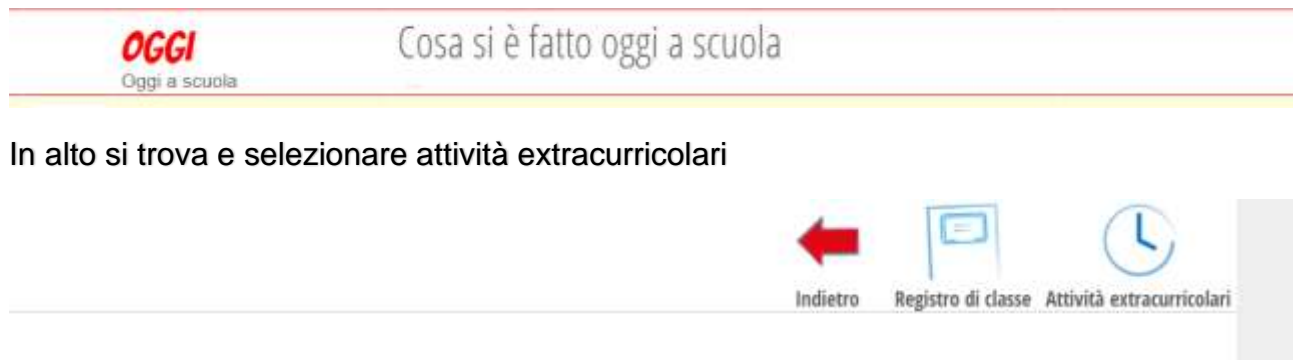 OGGI Cosa si è fatto oggi a scuola
Oggi a scuola
In alto si trova e selezionare attività extracurricolari
Indietro Registro di classe Attività extracurricolari